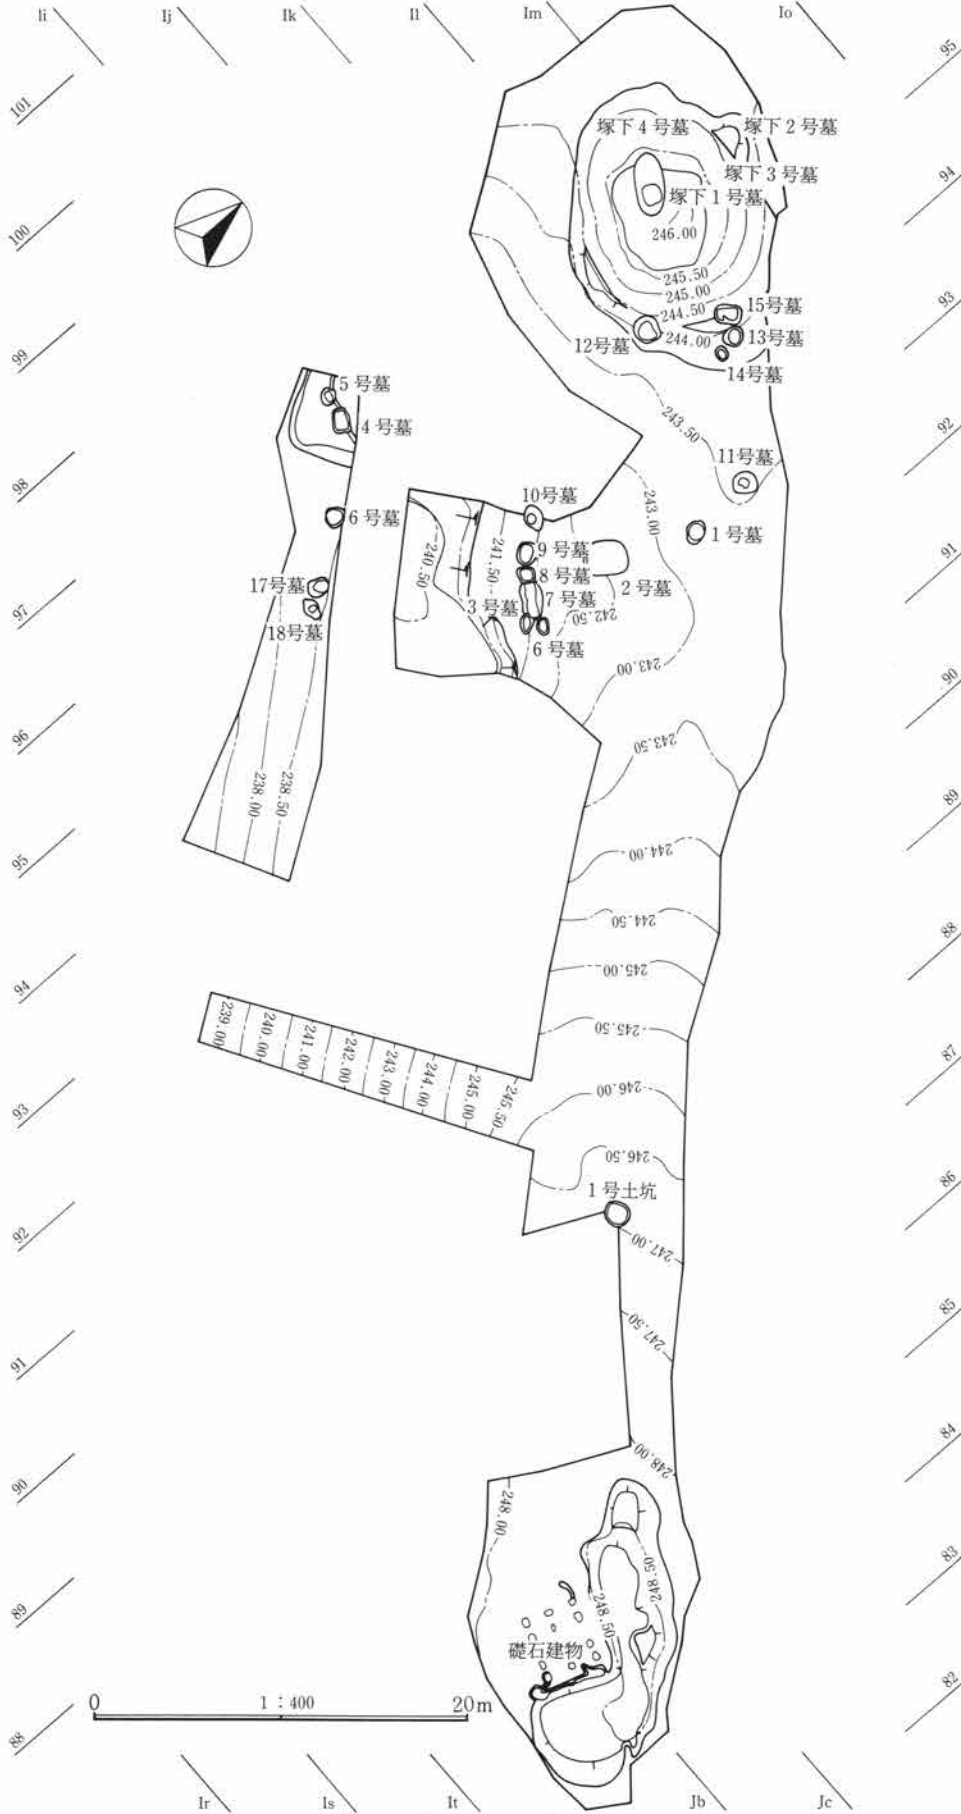 Ii
Ij
Ik
Il
Im
Io
95
101
塚下4号墓
塚下2号墓
塚下3号墓
94
塚下1号墓
100
246.00
245.50
245.00
244.50
93
15号墓
12号墓
244.00
13号墓
99
14号墓
5号墓
243.50
92
4号墓
98
11号墓
10号墓
243.00
6号墓
1号墓
91
9号墓
240.50
241.50
8号墓
2号墓
17号墓
97
3号墓
7号墓
242.50
18号墓
6号墓
243.00
90
96
243.50
238.00
238.50
89
244.00
95
244.50
88
245.00
94
239.00
240.00
241.00
242.00
243.00
244.00
245.00
245.50
245.50
87
93
246.00
246.50
86
1号土坑
92
247.00
247.50
85
91
84
248.00
90
248.00
83
248.50
248.50
89
礎石建物
82
0
1:400
20m
88
Ir
Is
It
Jb
Jc